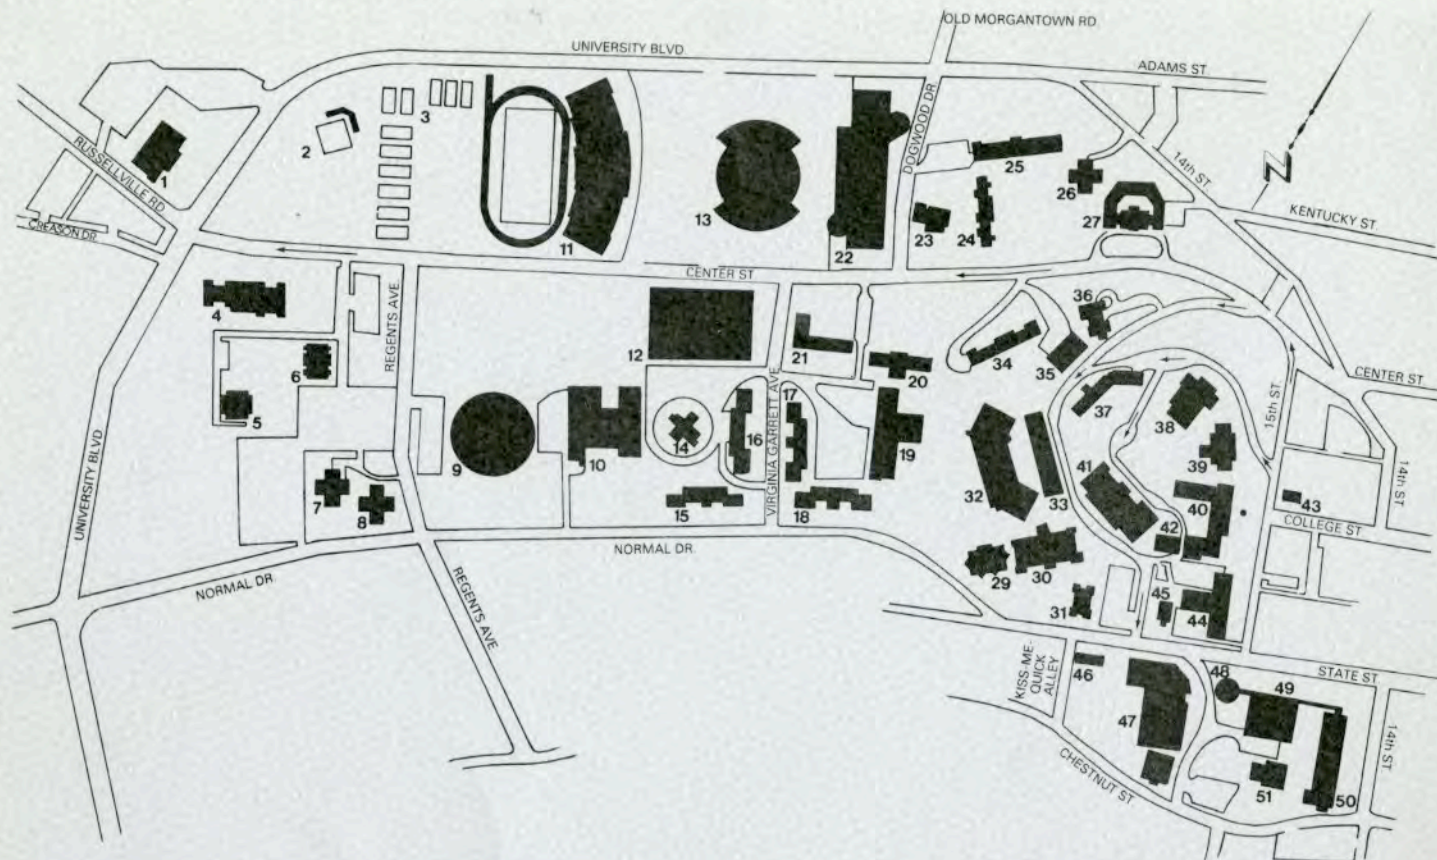 OLD MORGANTOWN RD.
UNIVERSITY BLVD.
ADAMS ST.
DOGWOOD DR.
14th ST.
N
KENTUCKY ST.
RUSSELLVILLE RD.
CREASON DR.
1
2
3
11
13
22
23
24
25
26
27
CENTER ST.
REGENTS AVE.
4
5
6
7
8
9
10
12
14
15
16
17
18
19
20
21
VIRGINIA GARRETT AVE.
34
35
36
37
38
39
40
41
42
43
44
45
32
33
29
30
31
15th ST.
CENTER ST.
14th ST.
COLLEGE ST.
UNIVERSITY BLVD.
NORMAL DR.
NORMAL DR.
REGENTS AVE.
KISS-ME-
QUICK
ALLEY
STATE ST.
46
47
48
49
50
51
14th ST.
CHESTNUT ST.